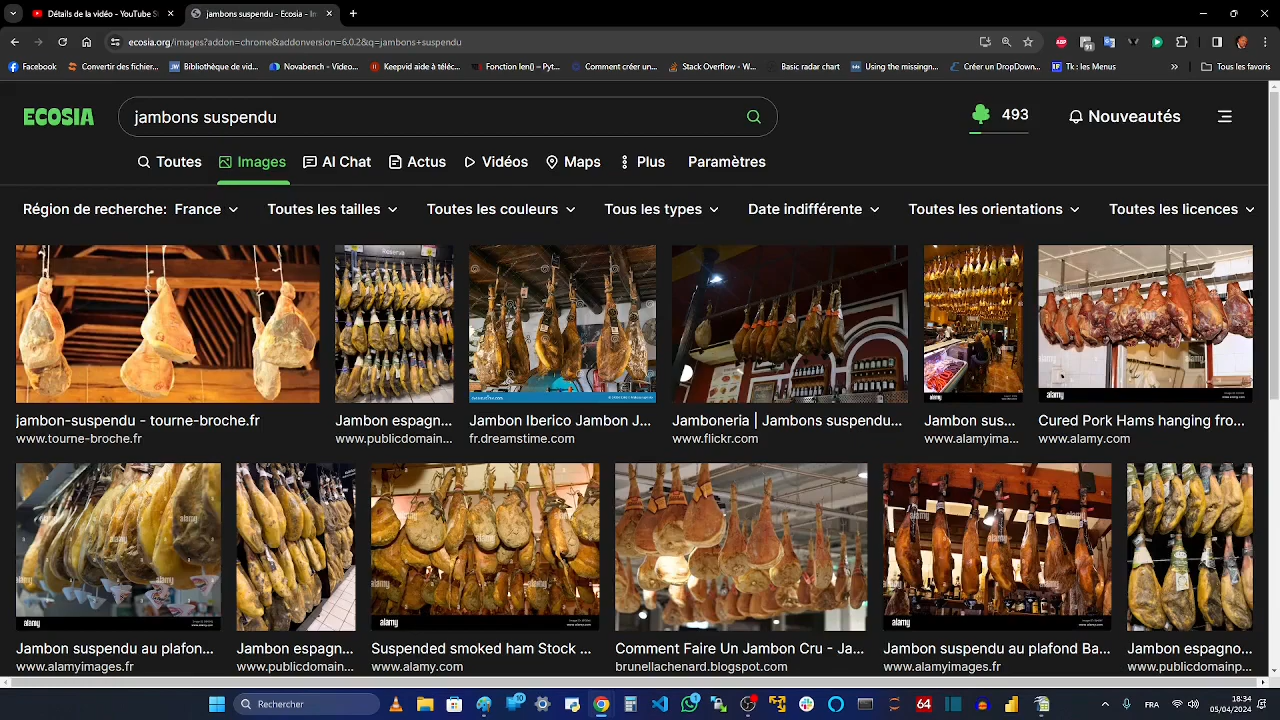 Détails de la vidéo - YouTube S
jambons suspendu - Ecosia - Im
ecosia.org/images?addon=chrome&addonversion=6.0.2&q=jambons+suspendu
Facebook
Convertir des fichier...
Bibliothèque de vid...
Novabench - Video...
Keepvid aide à téléc...
Fonction len() — Pyt...
Comment créer un...
Stack Overflow - W...
Basic radar chart
Using the missingn...
Créer un DropDown...
Tk : les Menus
Tous les favoris
ECOSIA
jambons suspendu
493
Nouveautés
Toutes
Images
AI Chat
Actus
Vidéos
Maps
Plus
Paramètres
Région de recherche: France
Toutes les tailles
Toutes les couleurs
Tous les types
Date indifférente
Toutes les orientations
Toutes les licences
jambon-suspendu - tourne-broche.fr
www.tourne-broche.fr
Jambon espagn...
www.publicdomain...
Jambon Iberico Jambon J...
fr.dreamstime.com
Jamboneria | Jambons suspendu...
www.flickr.com
Jambon sus...
www.alamyima...
Cured Pork Hams hanging fro...
www.alamy.com
Jambon suspendu au plafon...
www.alamyimages.fr
Jambon espagn...
www.publicdomain...
Suspended smoked ham Stock ...
www.alamy.com
Comment Faire Un Jambon Cru - Ja...
brunellachenard.blogspot.com
Jambon suspendu au plafond Ba...
www.alamyimages.fr
Jambon espagno...
www.publicdomainp...
Rechercher
FRA
18:34
05/04/2024